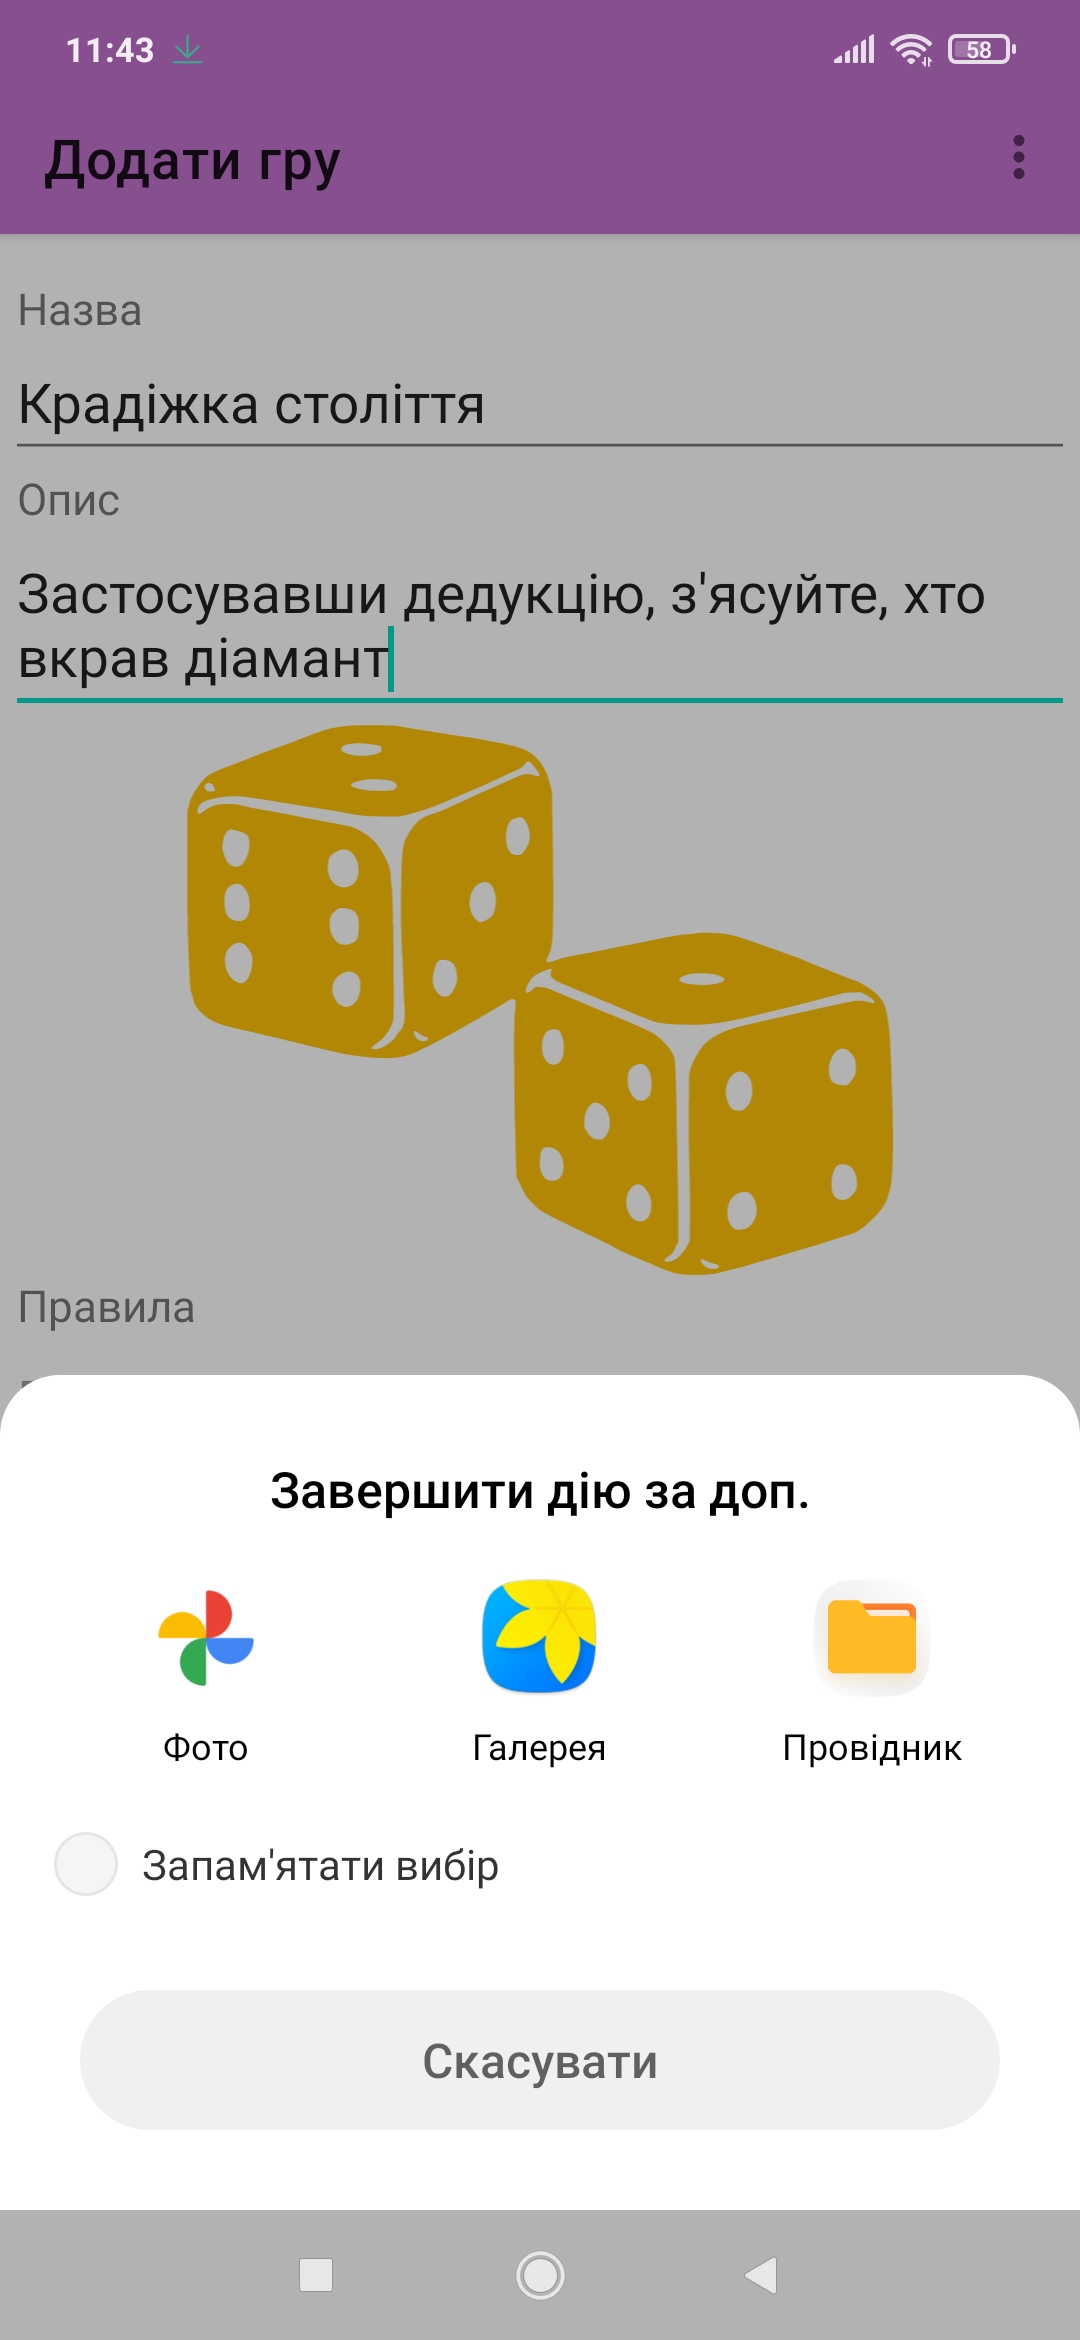 11:43
58
Додати гру
Назва
Крадіжка століття
Опис
Застосувавши дедукцію, з'ясуйте, хто
вкрав діамант
Правила
Завершити дію за доп.
Фото
Галерея
Провідник
Запам'ятати вибір
Скасувати